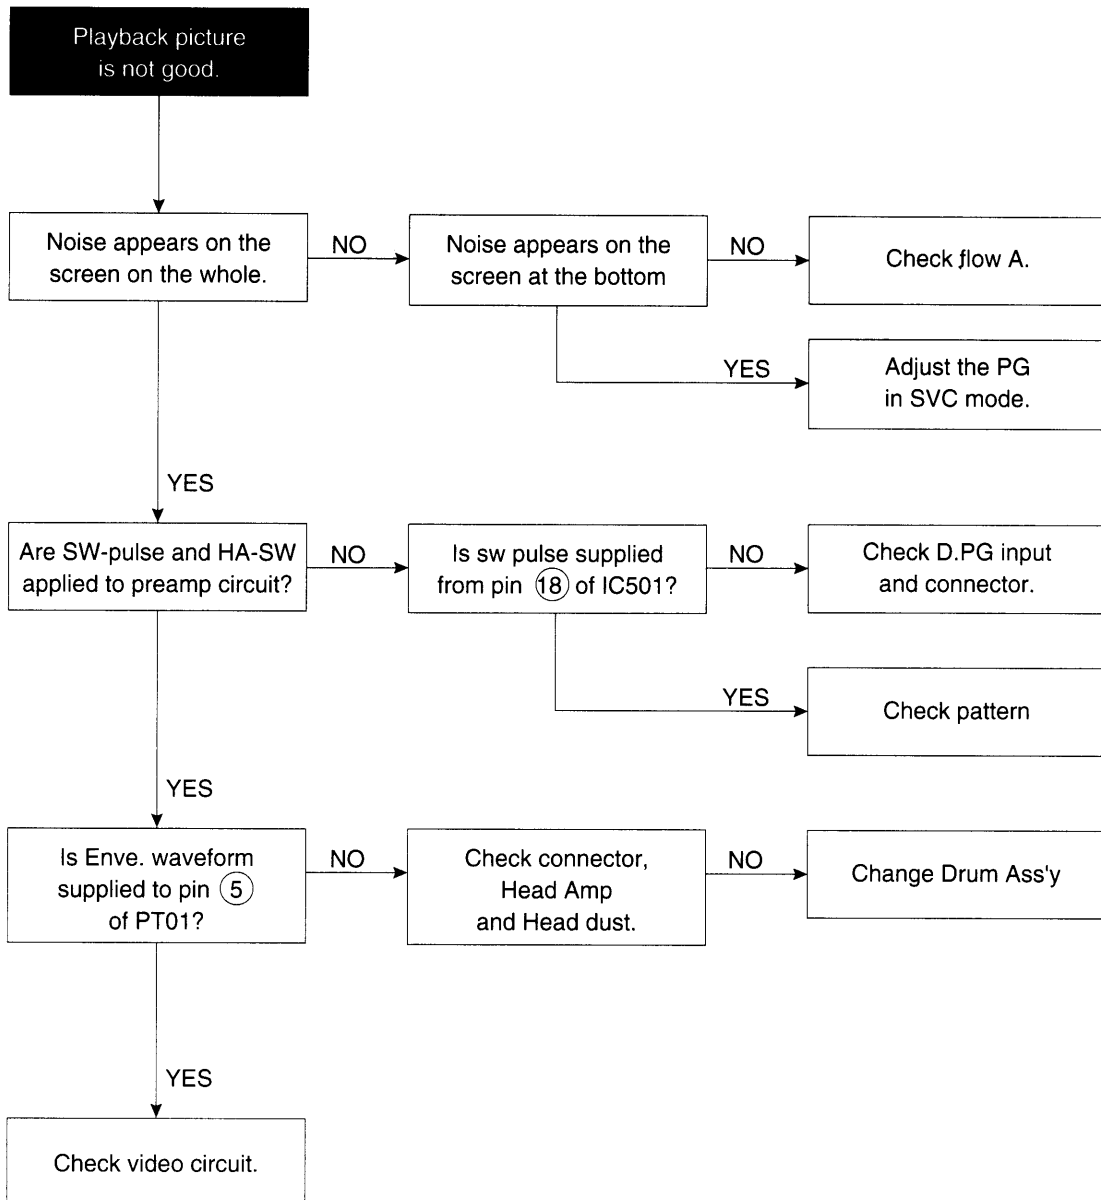 Playback picture
is not good.
Noise appears on the
screen on the whole.
NO
Noise appears on the
screen at the bottom
NO
Check flow A.
YES
Adjust the PG
in SVC mode.
YES
Are SW-pulse and HA-SW
applied to preamp circuit?
NO
Is sw pulse supplied
from pin 18 of IC501?
NO
Check D.PG input
and connector.
YES
Check pattern
YES
Is Enve. waveform
supplied to pin 5
of PT01?
NO
Check connector,
Head Amp
and Head dust.
NO
Change Drum Ass'y
YES
Check video circuit.